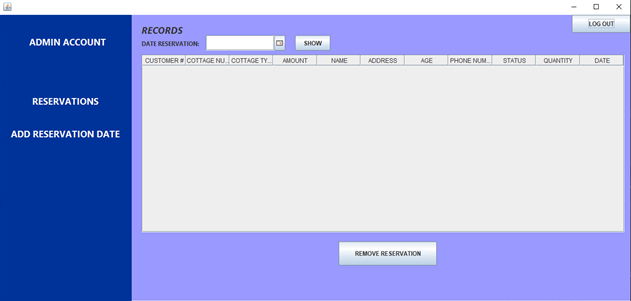 LOG OUT
ADMIN ACCOUNT
RESERVATIONS
ADD RESERVATION DATE
RECORDS
DATE RESERVATION:
SHOW
CUSTOMER # COTTAGE NU... COTTAGE TY... AMOUNT NAME ADDRESS AGE PHONE NUM... STATUS QUANTITY DATE
REMOVE RESERVATION